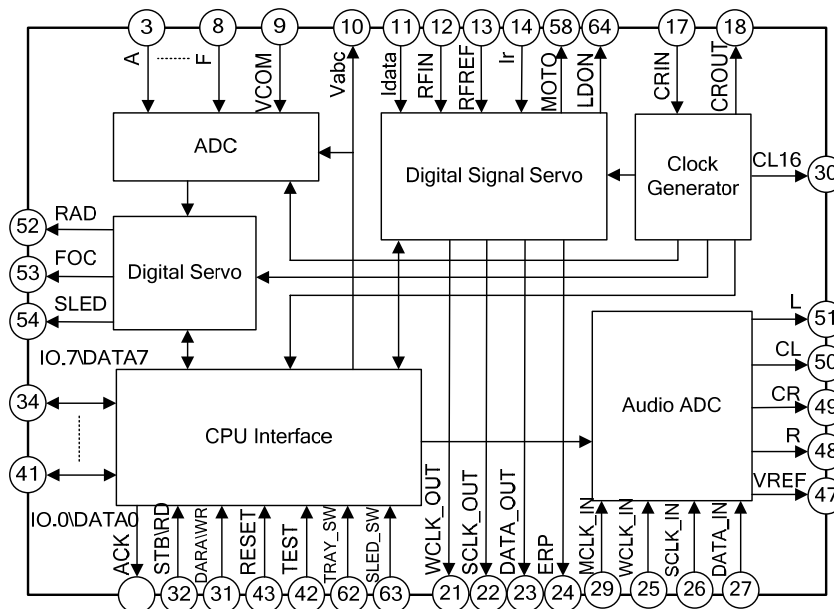 3 8 9 10 11 12 13 14 58 64 17 18
A F VCOM Vabc Idata RFIN RFREF Ir MOTO LDON CRIN CROUT
ADC
Digital Signal Servo
Clock
Generator
CL16
30
52 RAD
53 FOC
54 SLED
Digital Servo
IO.7\DATA7
34
41
IO.0\DATA0
CPU Interface
Audio ADC
L 51
CL 50
CR 49
R 48
VREF 47
ACK STB\RD DARA\WR RESET TEST TRAY_SW SLED_SW WCLK_OUT SCLK_OUT DATA_OUT ERP MCLK_IN WCLK_IN SCLK_IN DATA_IN
32 31 43 42 62 63 21 22 23 24 29 25 26 27